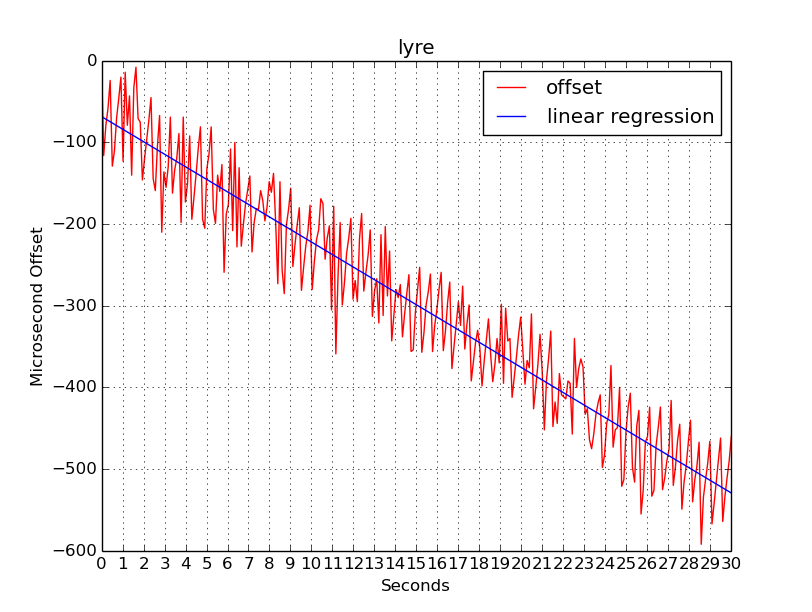 lyre
offset
linear regression
Microsecond Offset
0
−100
−200
−300
−400
−500
−600
0 1 2 3 4 5 6 7 8 9 10 11 12 13 14 15 16 17 18 19 20 21 22 23 24 25 26 27 28 29 30
Seconds